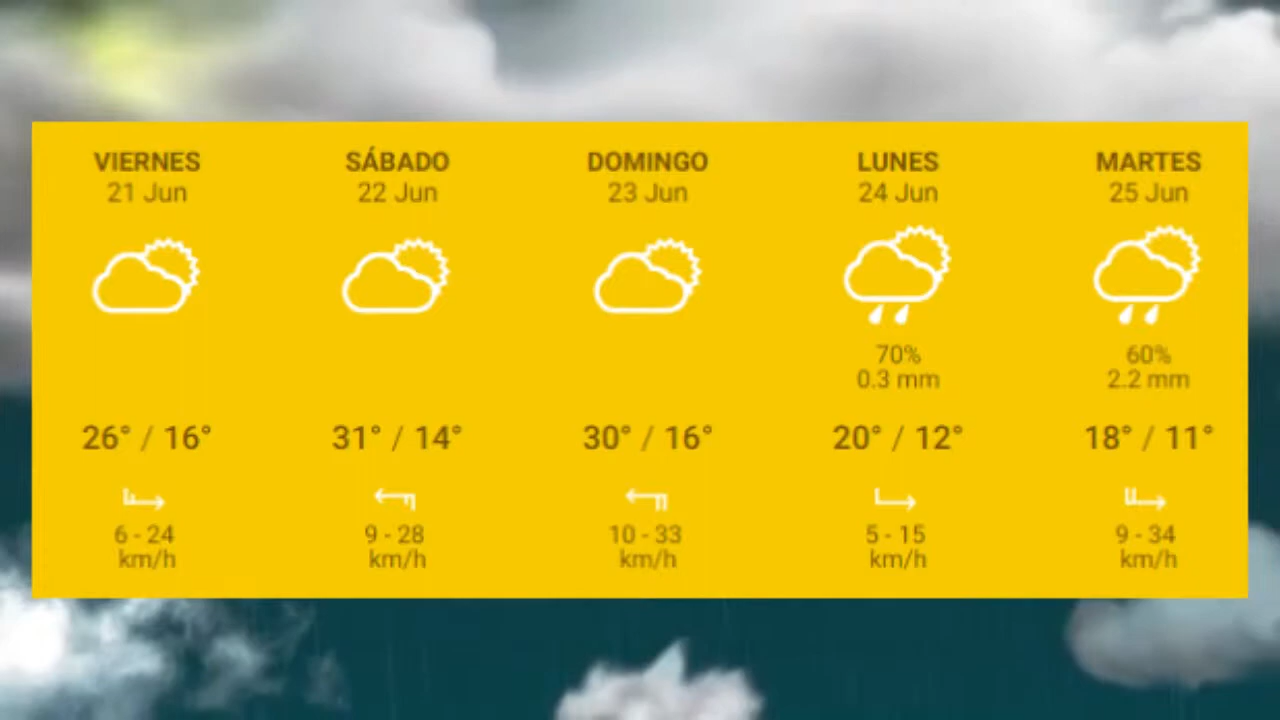 VIERNES
21 Jun
26° / 16°
6 - 24
km/h
SÁBADO
22 Jun
31° / 14°
9 - 28
km/h
DOMINGO
23 Jun
30° / 16°
10 - 33
km/h
LUNES
24 Jun
70%
0.3 mm
20° / 12°
5 - 15
km/h
MARTES
25 Jun
60%
2.2 mm
18° / 11°
9 - 34
km/h